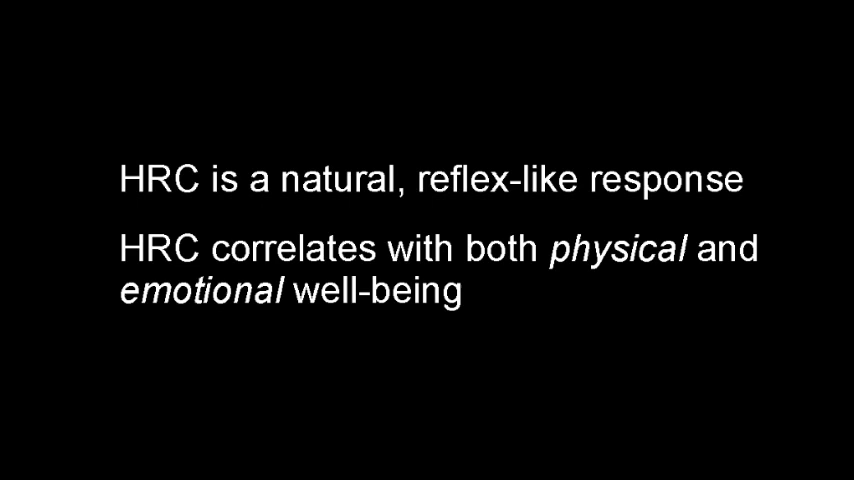 HRC is a natural, reflex-like response
HRC correlates with both physical and
emotional well-being